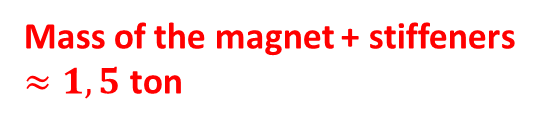 Mass of the magnet + stiffeners
≈ 1,5 ton